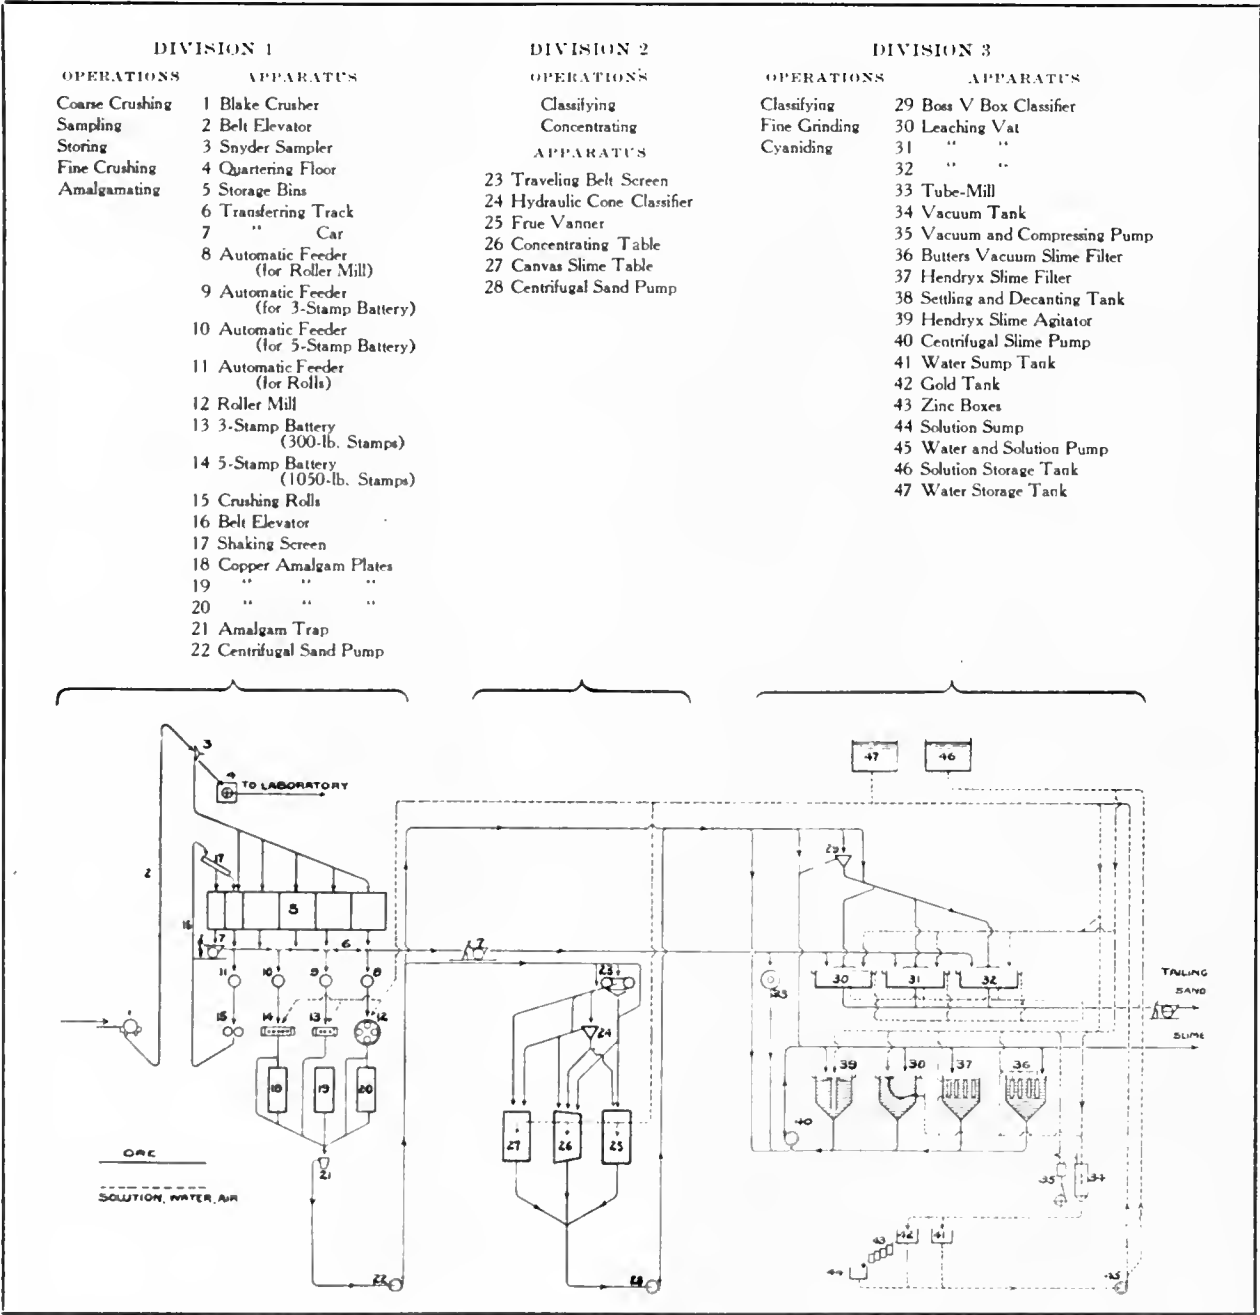 DIVISION 1
OPERATIONS
Coarse Crushing
Sampling
Storing
Fine Crushing
Amalgamating
APPARATUS
1 Blake Crusher
2 Belt Elevator
3 Snyder Sampler
4 Quartering Floor
5 Storage Bins
6 Transferring Track
7 " Car
8 Automatic Feeder
(for Roller Mill)
9 Automatic Feeder
(for 3-Stamp Battery)
10 Automatic Feeder
(for 5-Stamp Battery)
11 Automatic Feeder
(for Rolls)
12 Roller Mill
13 3-Stamp Battery
(300-lb. Stamps)
14 5-Stamp Battery
(1050-lb. Stamps)
15 Crushing Rolls
16 Belt Elevator
17 Shaking Screen
18 Copper Amalgam Plates
19 " " "
20 " " "
21 Amalgam Trap
22 Centrifugal Sand Pump
DIVISION 2
OPERATIONS
Classifying
Concentrating
APPARATUS
23 Traveling Belt Screen
24 Hydraulic Cone Classifier
25 Frue Vanner
26 Concentrating Table
27 Canvas Slime Table
28 Centrifugal Sand Pump
DIVISION 3
OPERATIONS
Classifying
Fine Grinding
Cyaniding
APPARATUS
29 Boss V Box Classifier
30 Leaching Vat
31 " "
32 " "
33 Tube-Mill
34 Vacuum Tank
35 Vacuum and Compressing Pump
36 Butters Vacuum Slime Filter
37 Hendryx Slime Filter
38 Settling and Decanting Tank
39 Hendryx Slime Agitator
40 Centrifugal Slime Pump
41 Water Sump Tank
42 Gold Tank
43 Zinc Boxes
44 Solution Sump
45 Water and Solution Pump
46 Solution Storage Tank
47 Water Storage Tank
3
4
TO LABORATORY
47
46
2
17
29
5
16
7
6
7
11
10
9
8
23
30
31
32
TAILING
SAND
15
14
13
12
24
SLIME
39
37
36
18
19
20
40
27
26
25
ORE
21
35
34
SOLUTION, WATER, AIR
43
42
41
44
22
28
45